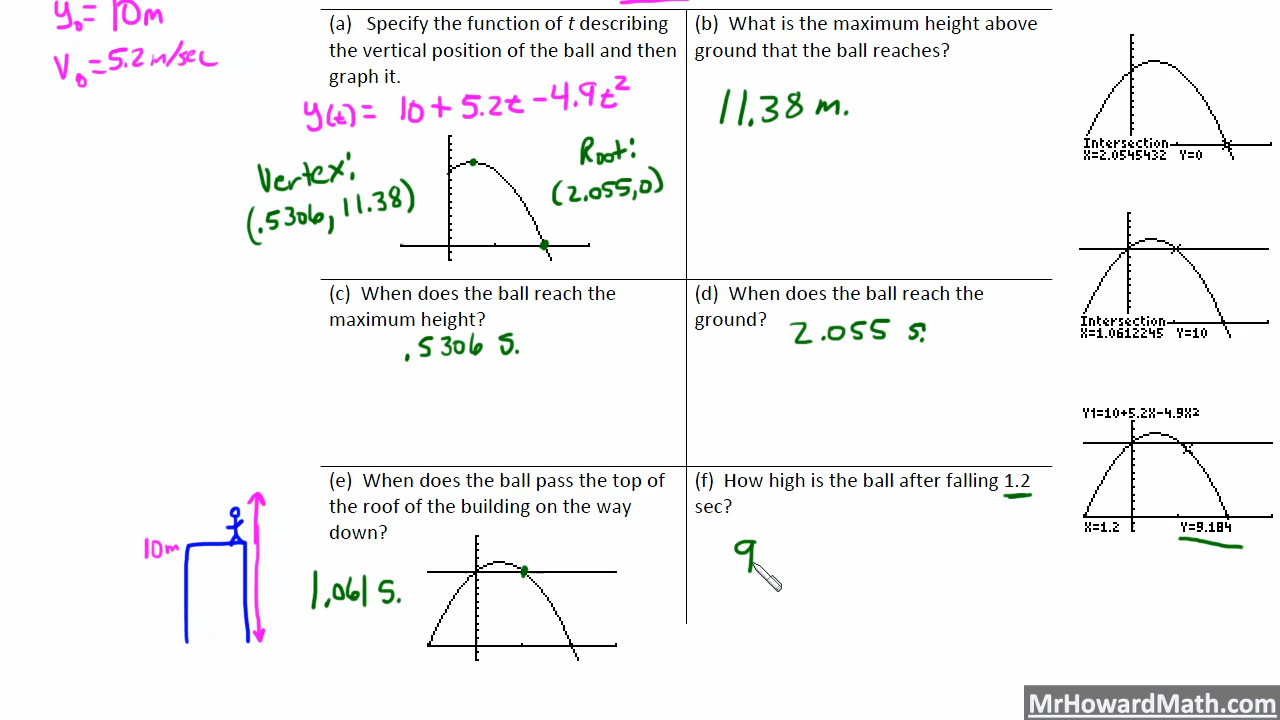 y₀ = 10m
V₀ = 5.2 m/sec
(a) Specify the function of t describing
the vertical position of the ball and then
graph it.
y(t) = 10 + 5.2t - 4.9t²
Vertex:
(.5306, 11.38)
Root:
(2.055, 0)
(b) What is the maximum height above
ground that the ball reaches?
11.38 m.
Intersection
X=2.0545432 Y=0
(c) When does the ball reach the
maximum height?
.5306 s.
(d) When does the ball reach the
ground?
2.055 s.
Intersection
X=1.0612245 Y=10
(e) When does the ball pass the top of
the roof of the building on the way
down?
10m
1.061 s.
(f) How high is the ball after falling 1.2
sec?
9
Y1=10+5.2X-4.9X²
X=1.2 Y=9.184
MrHowardMath.com